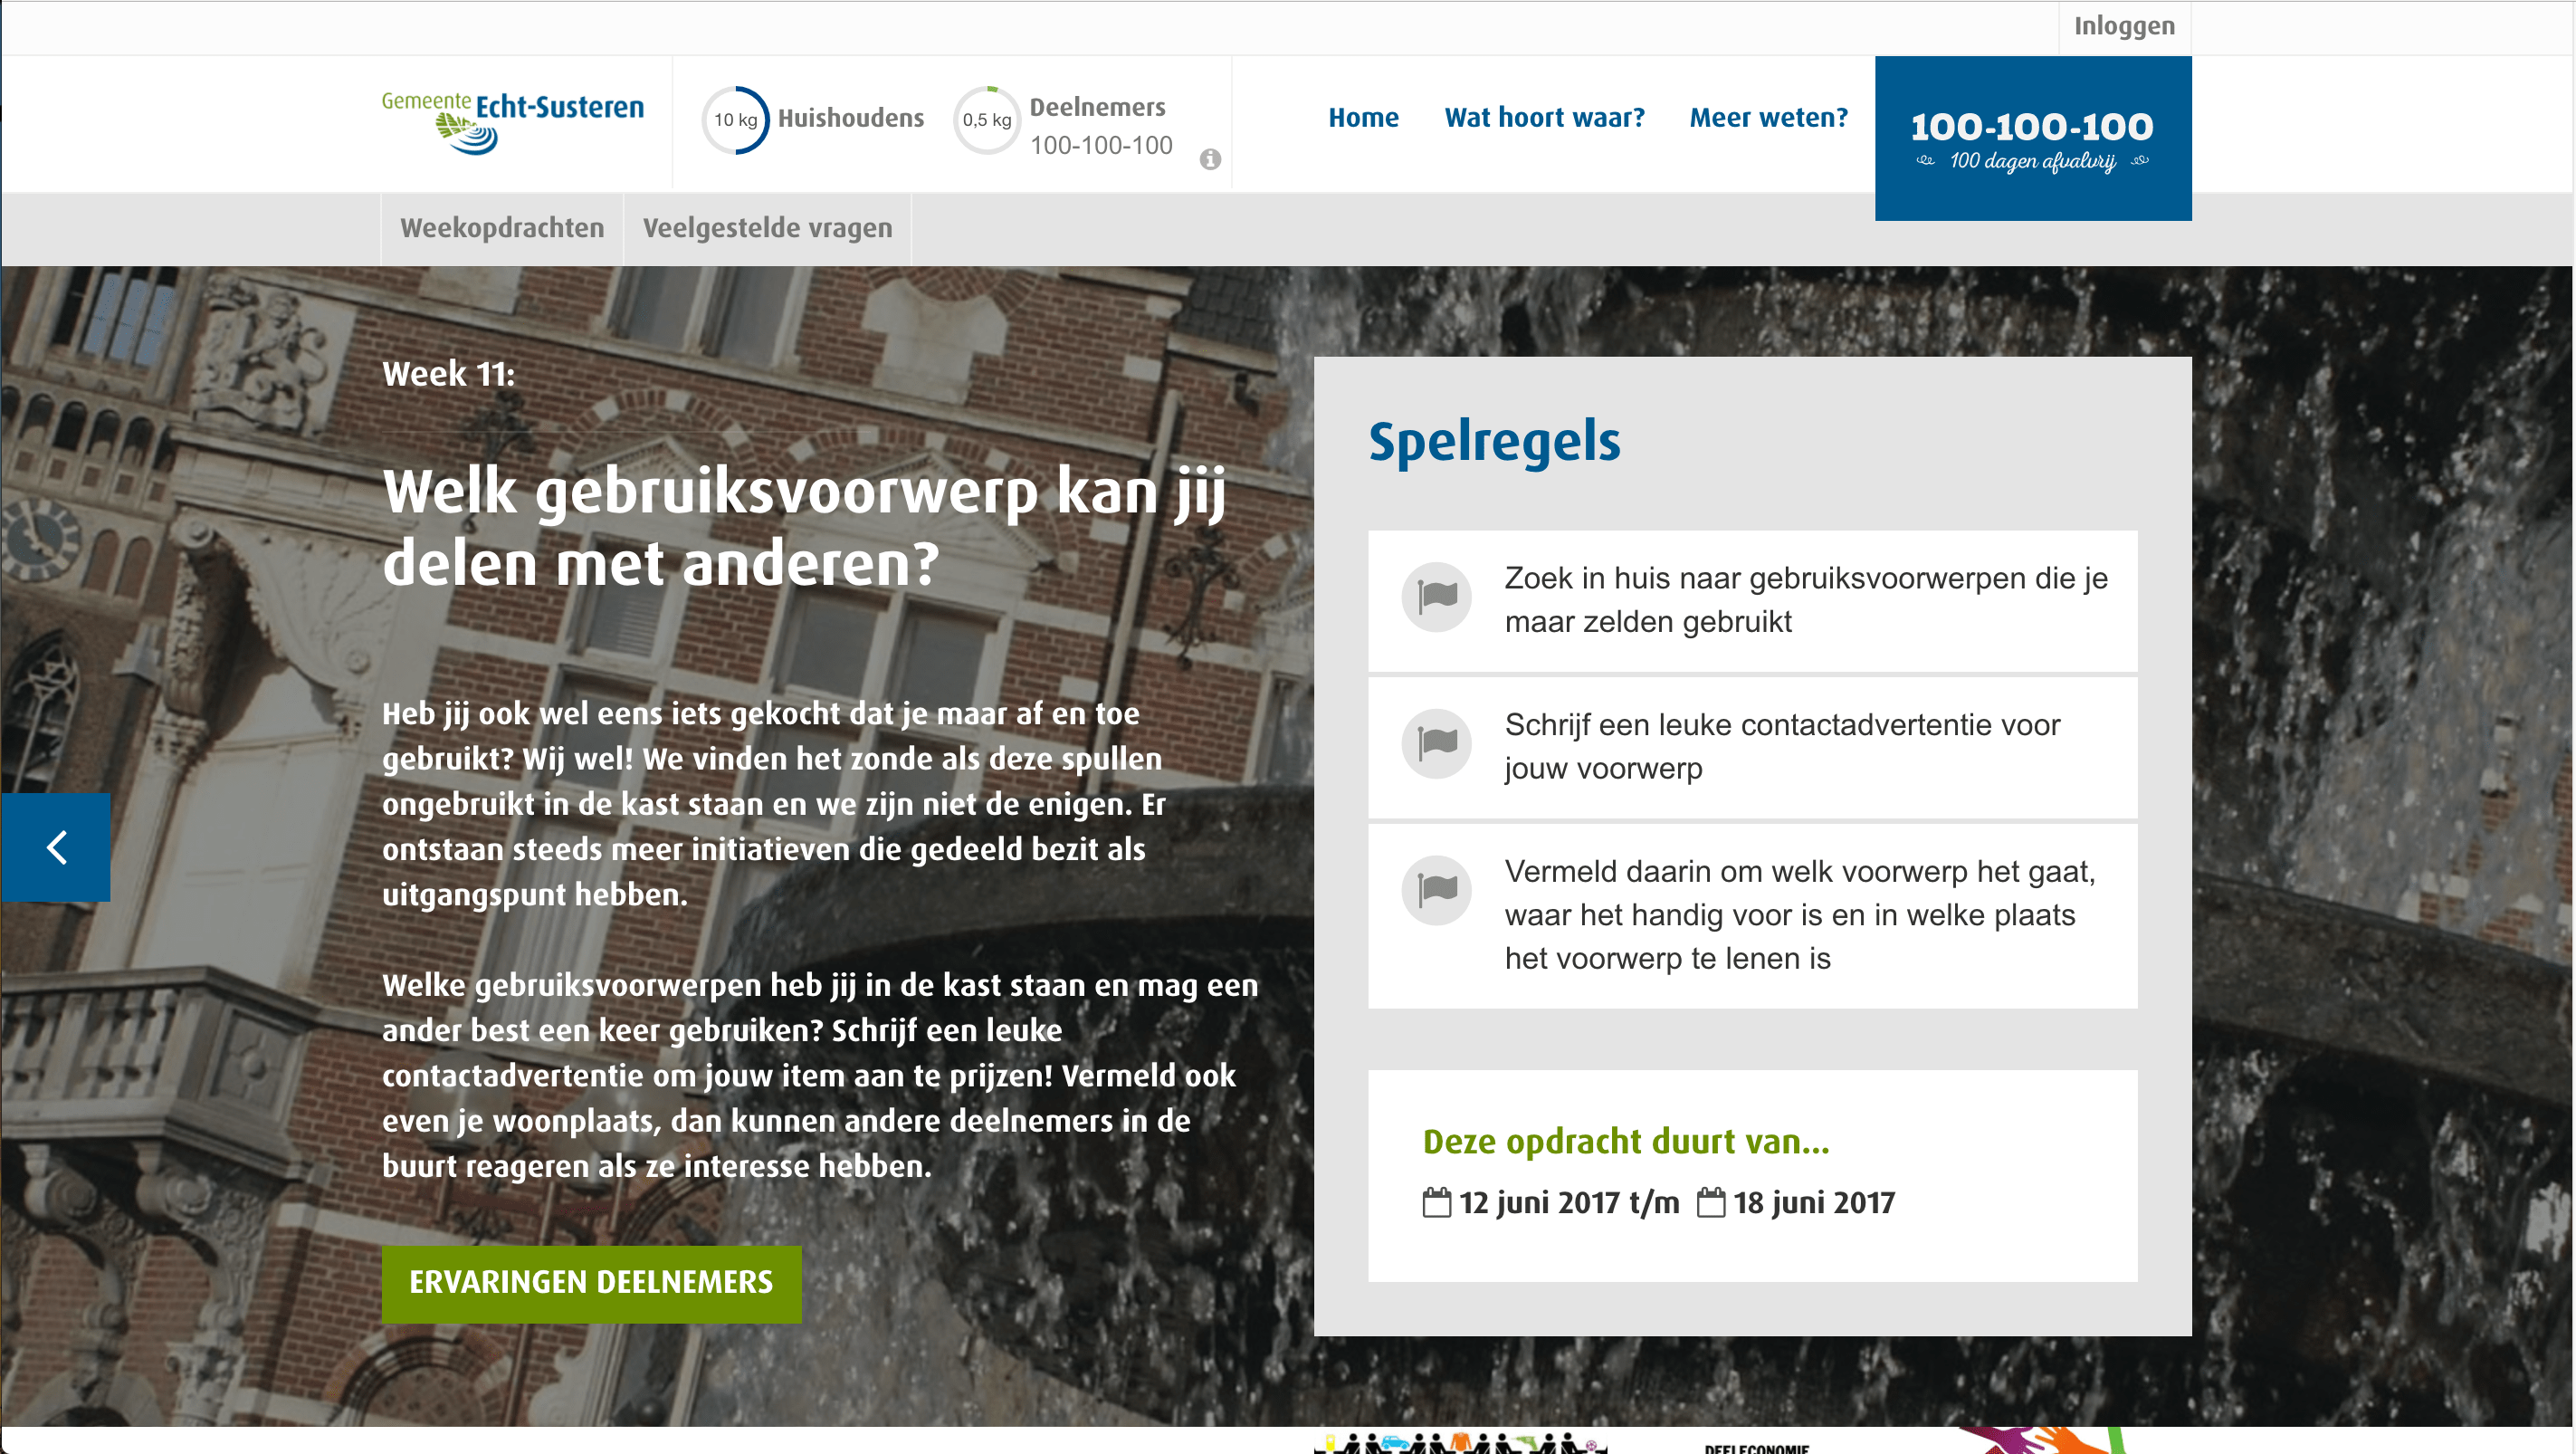 Inloggen
Gemeente Echt-Susteren
10 kg Huishoudens
0,5 kg Deelnemers
100-100-100
Home Wat hoort waar? Meer weten?
100-100-100
100 dagen afvalvrij
Weekopdrachten Veelgestelde vragen
Week 11:
Welk gebruiksvoorwerp kan jij
delen met anderen?
Heb jij ook wel eens iets gekocht dat je maar af en toe
gebruikt? Wij wel! We vinden het zonde als deze spullen
ongebruikt in de kast staan en we zijn niet de enigen. Er
ontstaan steeds meer initiatieven die gedeeld bezit als
uitgangspunt hebben.
Welke gebruiksvoorwerpen heb jij in de kast staan en mag een
ander best een keer gebruiken? Schrijf een leuke
contactadvertentie om jouw item aan te prijzen! Vermeld ook
even je woonplaats, dan kunnen andere deelnemers in de
buurt reageren als ze interesse hebben.
ERVARINGEN DEELNEMERS
Spelregels
Zoek in huis naar gebruiksvoorwerpen die je
maar zelden gebruikt
Schrijf een leuke contactadvertentie voor
jouw voorwerp
Vermeld daarin om welk voorwerp het gaat,
waar het handig voor is en in welke plaats
het voorwerp te lenen is
Deze opdracht duurt van...
12 juni 2017 t/m 18 juni 2017
DEELECONOMIE